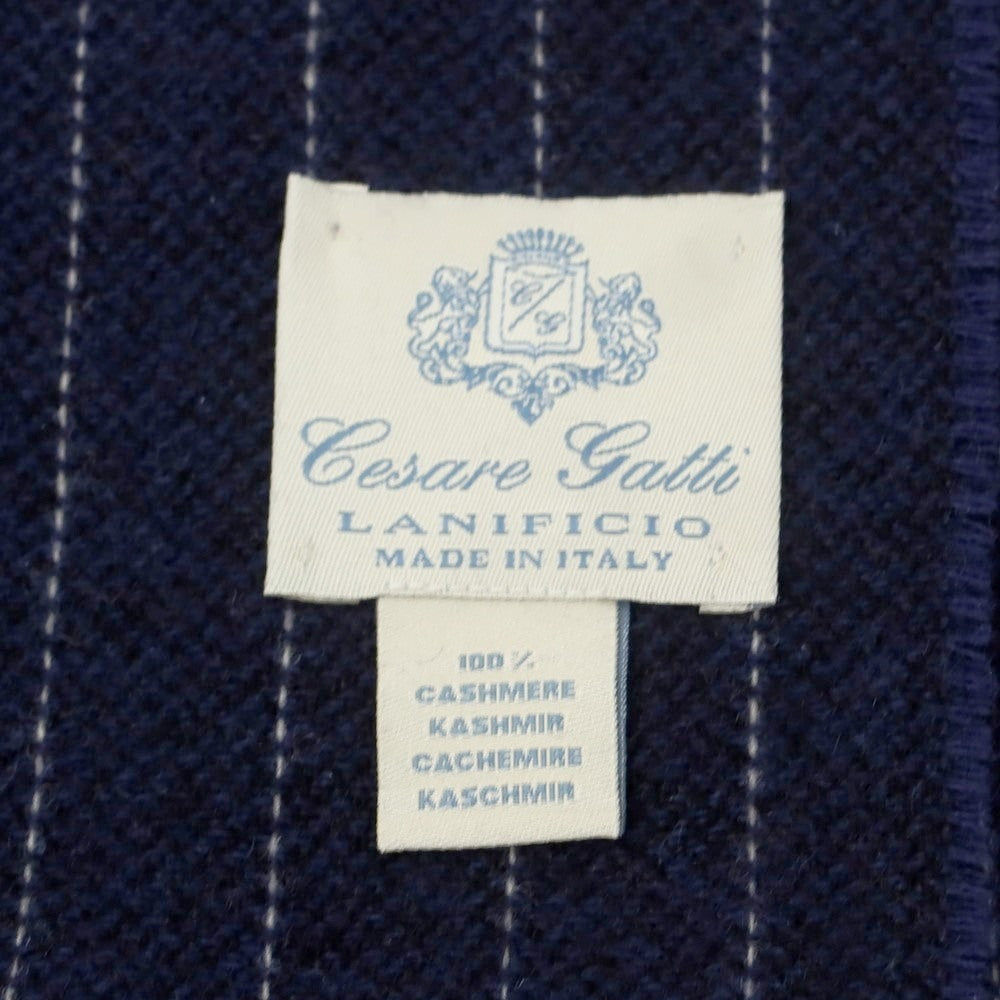 C/G
Cesare Gatti
LANIFICIO
MADE IN ITALY
100 %
CASHMERE
KASHMIR
CACHEMIRE
KASCHMIR